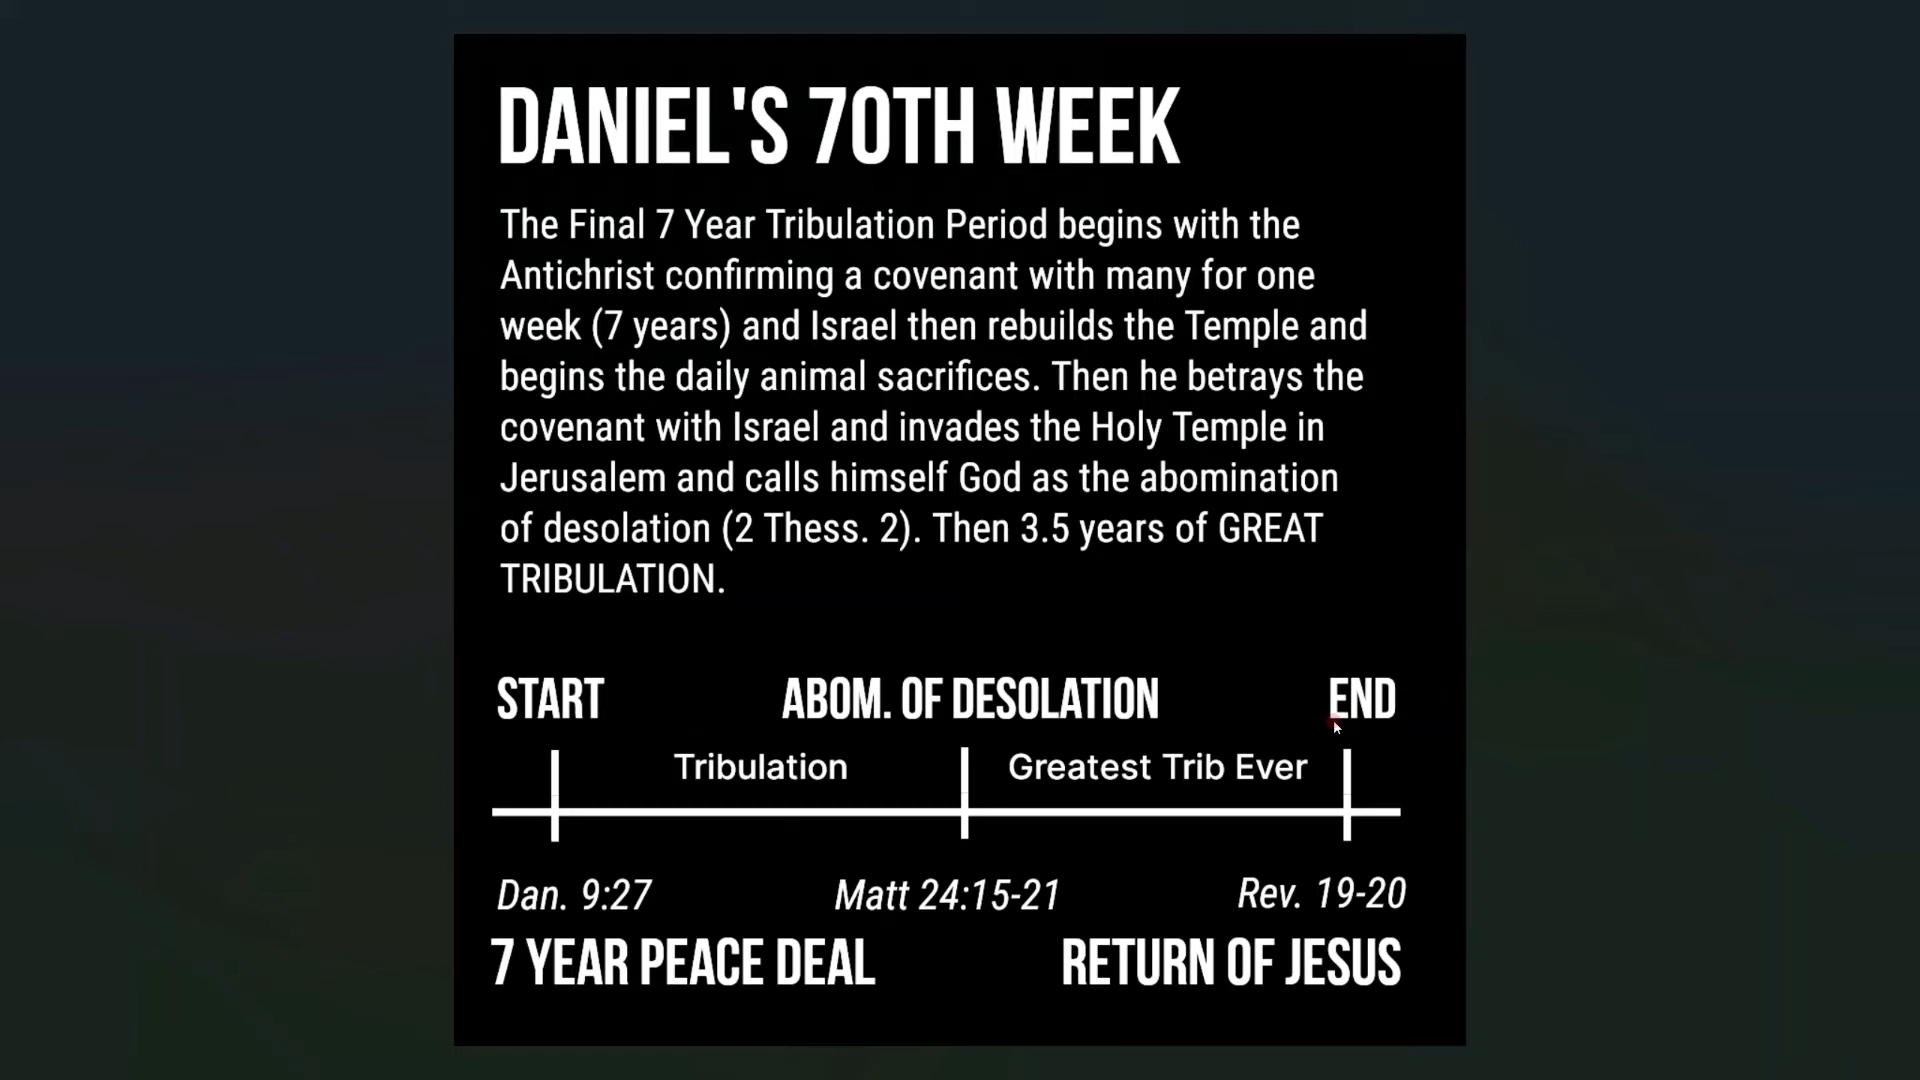 DANIEL'S 70TH WEEK
The Final 7 Year Tribulation Period begins with the
Antichrist confirming a covenant with many for one
week (7 years) and Israel then rebuilds the Temple and
begins the daily animal sacrifices. Then he betrays the
covenant with Israel and invades the Holy Temple in
Jerusalem and calls himself God as the abomination
of desolation (2 Thess. 2). Then 3.5 years of GREAT
TRIBULATION.
START ABOM. OF DESOLATION END
Tribulation Greatest Trib Ever
Dan. 9:27 Matt 24:15-21 Rev. 19-20
7 YEAR PEACE DEAL RETURN OF JESUS